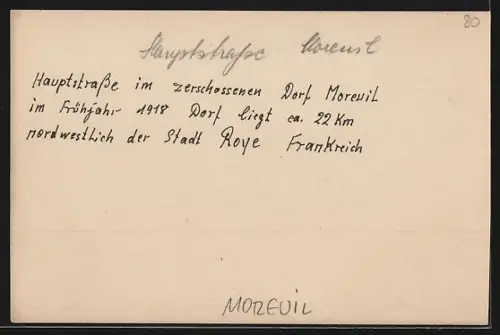 80
Hauptstraße Moreuil
Hauptstraße im zerschossenen Dorf Moreuil
im Frühjahr 1918 Dorf liegt ca. 22 Km
nordwestlich der Stadt Roye Frankreich
MOREUIL